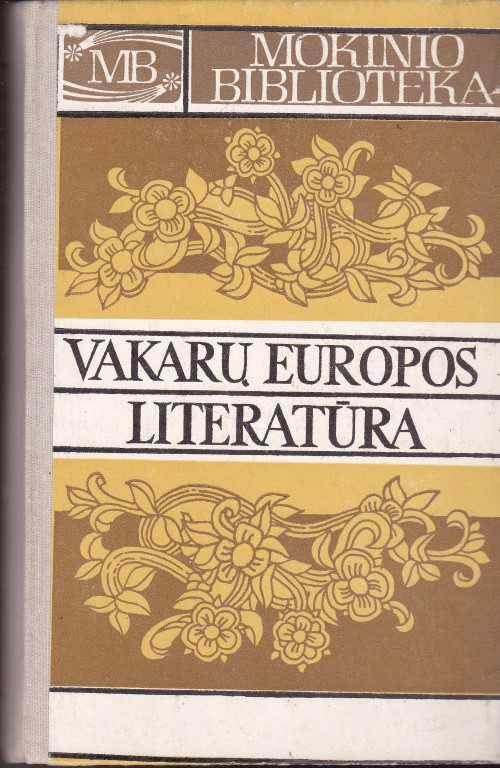 MB
MOKINIO
BIBLIOTEKA
VAKARŲ EUROPOS
LITERATŪRA